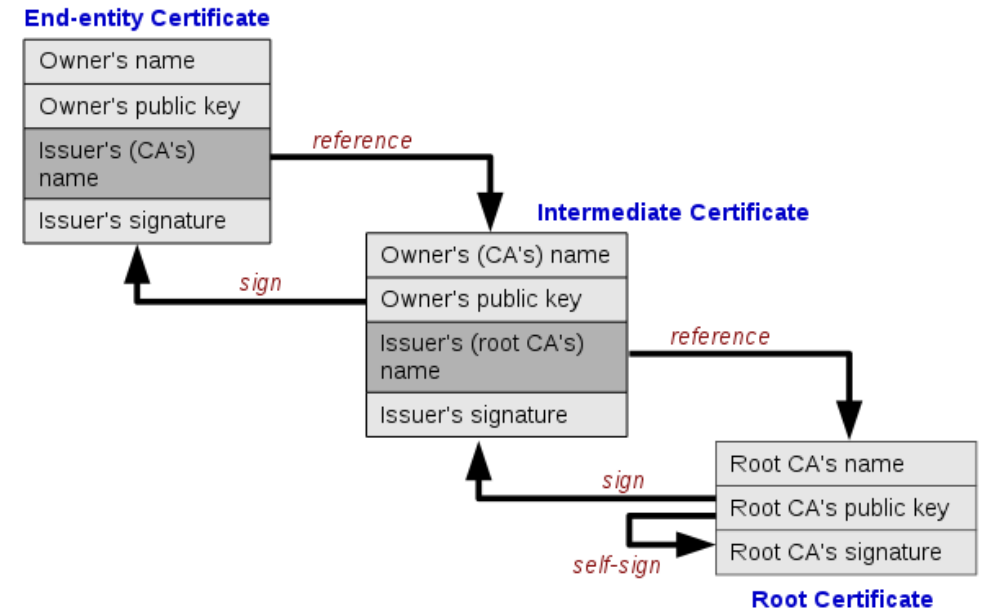 End-entity Certificate
Owner's name
Owner's public key
Issuer's (CA's)
name
Issuer's signature
reference
sign
Intermediate Certificate
Owner's (CA's) name
Owner's public key
Issuer's (root CA's)
name
Issuer's signature
reference
sign
self-sign
Root CA's name
Root CA's public key
Root CA's signature
Root Certificate